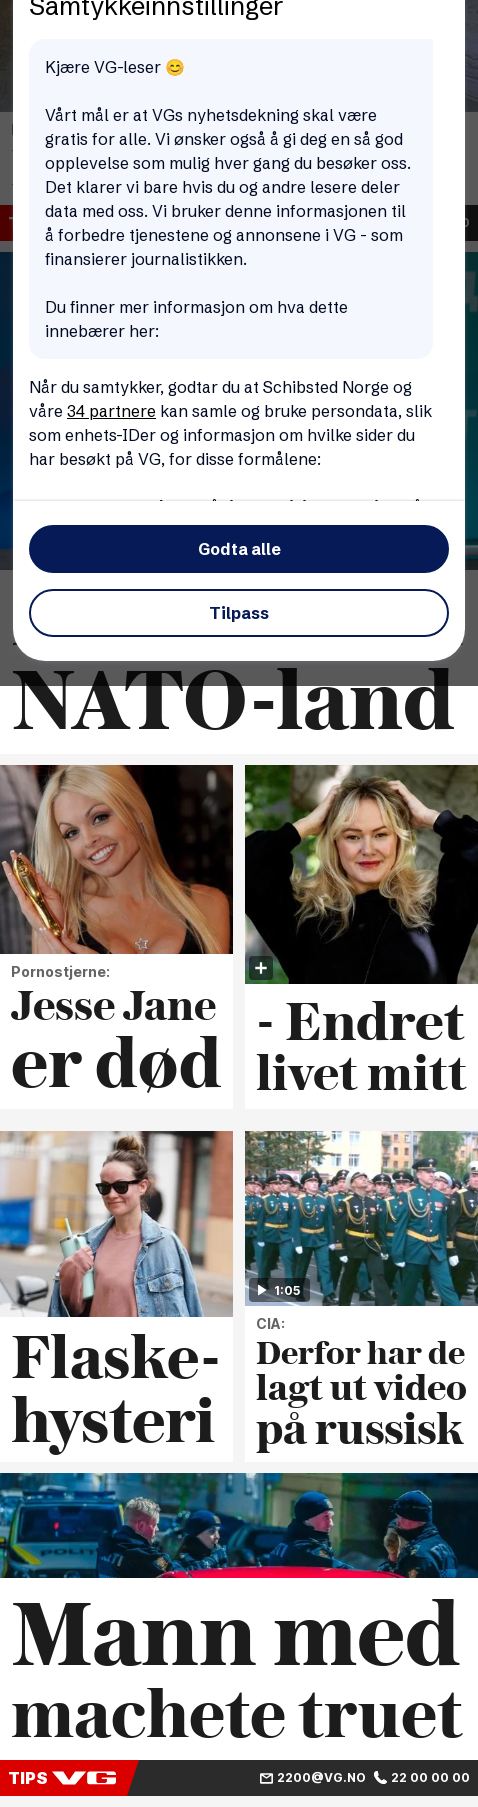 Samtykkeinnstillinger
Kjære VG-leser 😊
Vårt mål er at VGs nyhetsdekning skal være
gratis for alle. Vi ønsker også å gi deg en så god
opplevelse som mulig hver gang du besøker oss.
Det klarer vi bare hvis du og andre lesere deler
data med oss. Vi bruker denne informasjonen til
å forbedre tjenestene og annonsene i VG - som
finansierer journalistikken.
Du finner mer informasjon om hva dette
innebærer her:
Når du samtykker, godtar du at Schibsted Norge og
våre 34 partnere kan samle og bruke persondata, slik
som enhets-IDer og informasjon om hvilke sider du
har besøkt på VG, for disse formålene:
Godta alle
Tilpass
NATO-land
Pornostjerne:
Jesse Jane
er død
- Endret
livet mitt
Flaske-
hysteri
1:05
CIA:
Derfor har de
lagt ut video
på russisk
POLITI
Mann med
machete truet
TIPS VG 2200@VG.NO 22 00 00 00